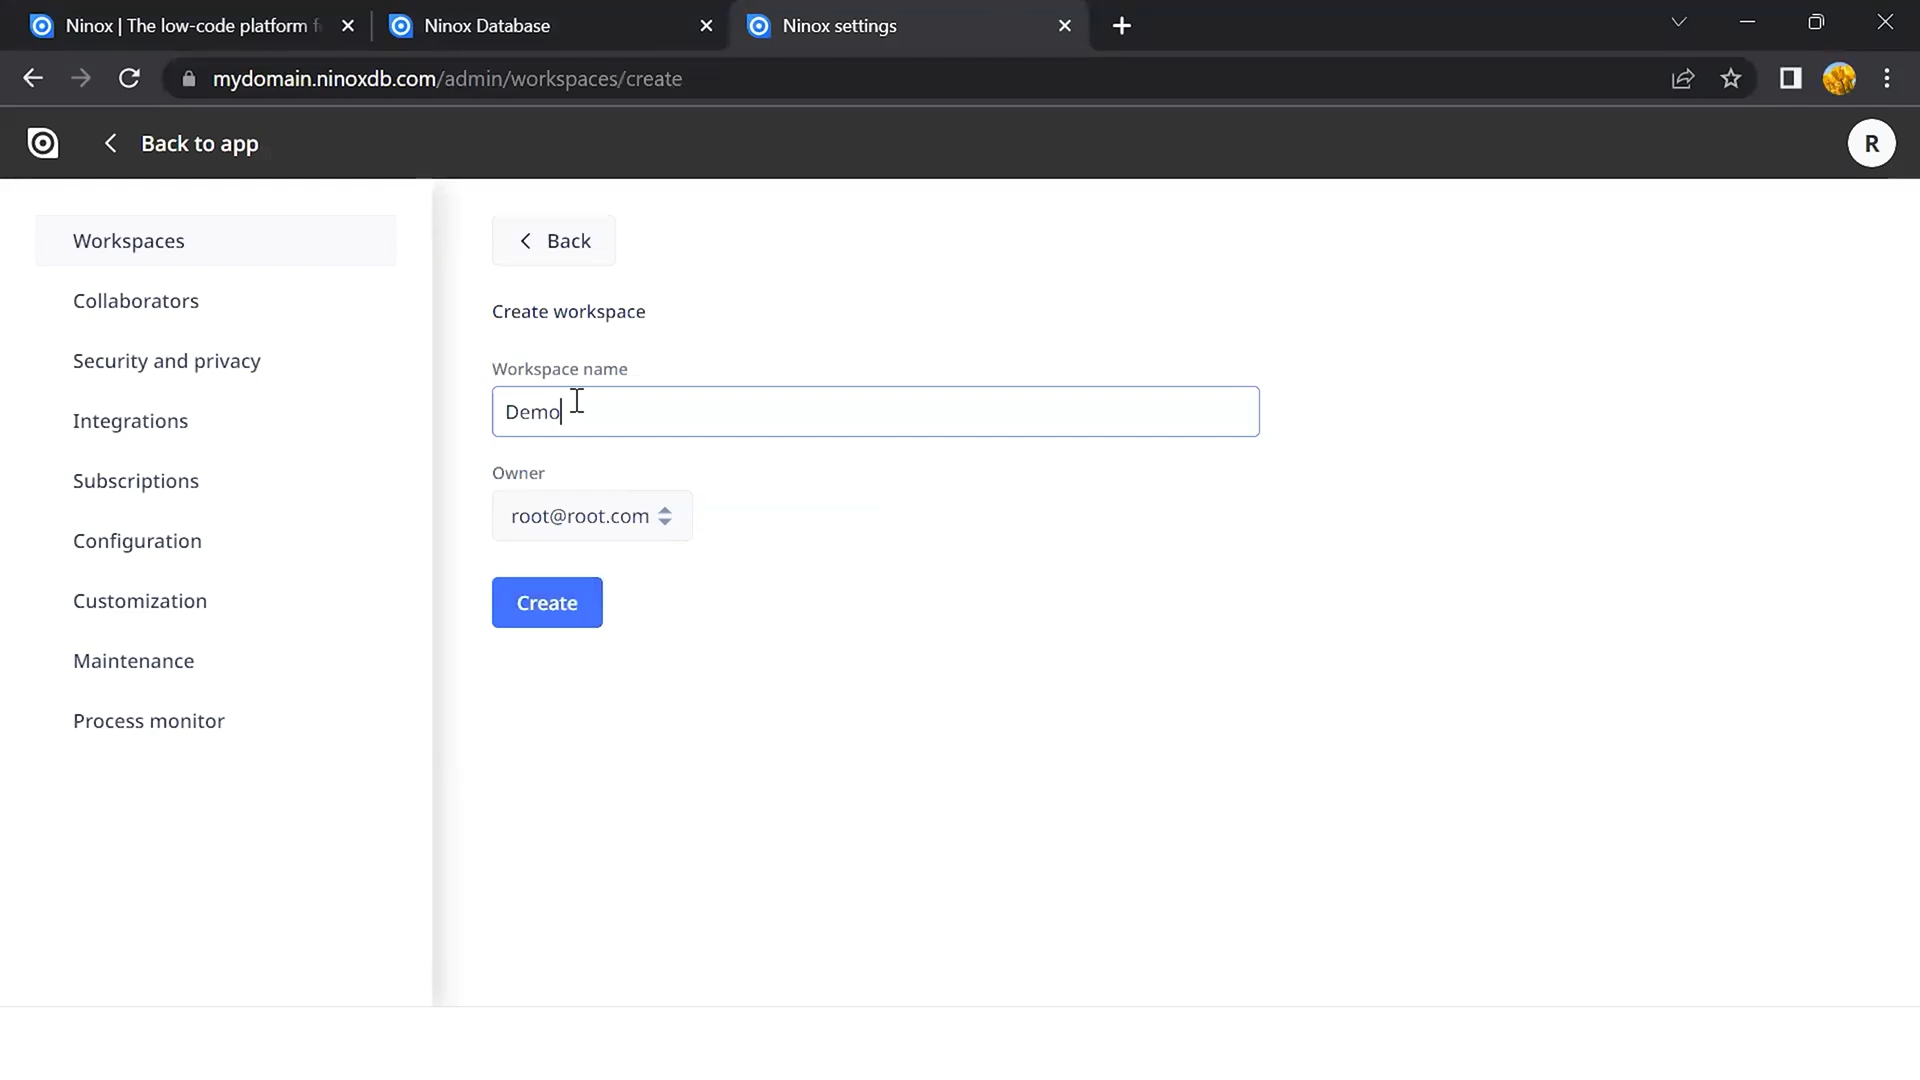 Ninox | The low-code platform f
Ninox Database
Ninox settings
mydomain.ninoxdb.com/admin/workspaces/create
Back to app
R
Workspaces
Collaborators
Security and privacy
Integrations
Subscriptions
Configuration
Customization
Maintenance
Process monitor
Back
Create workspace
Workspace name
Demo
Owner
root@root.com
Create